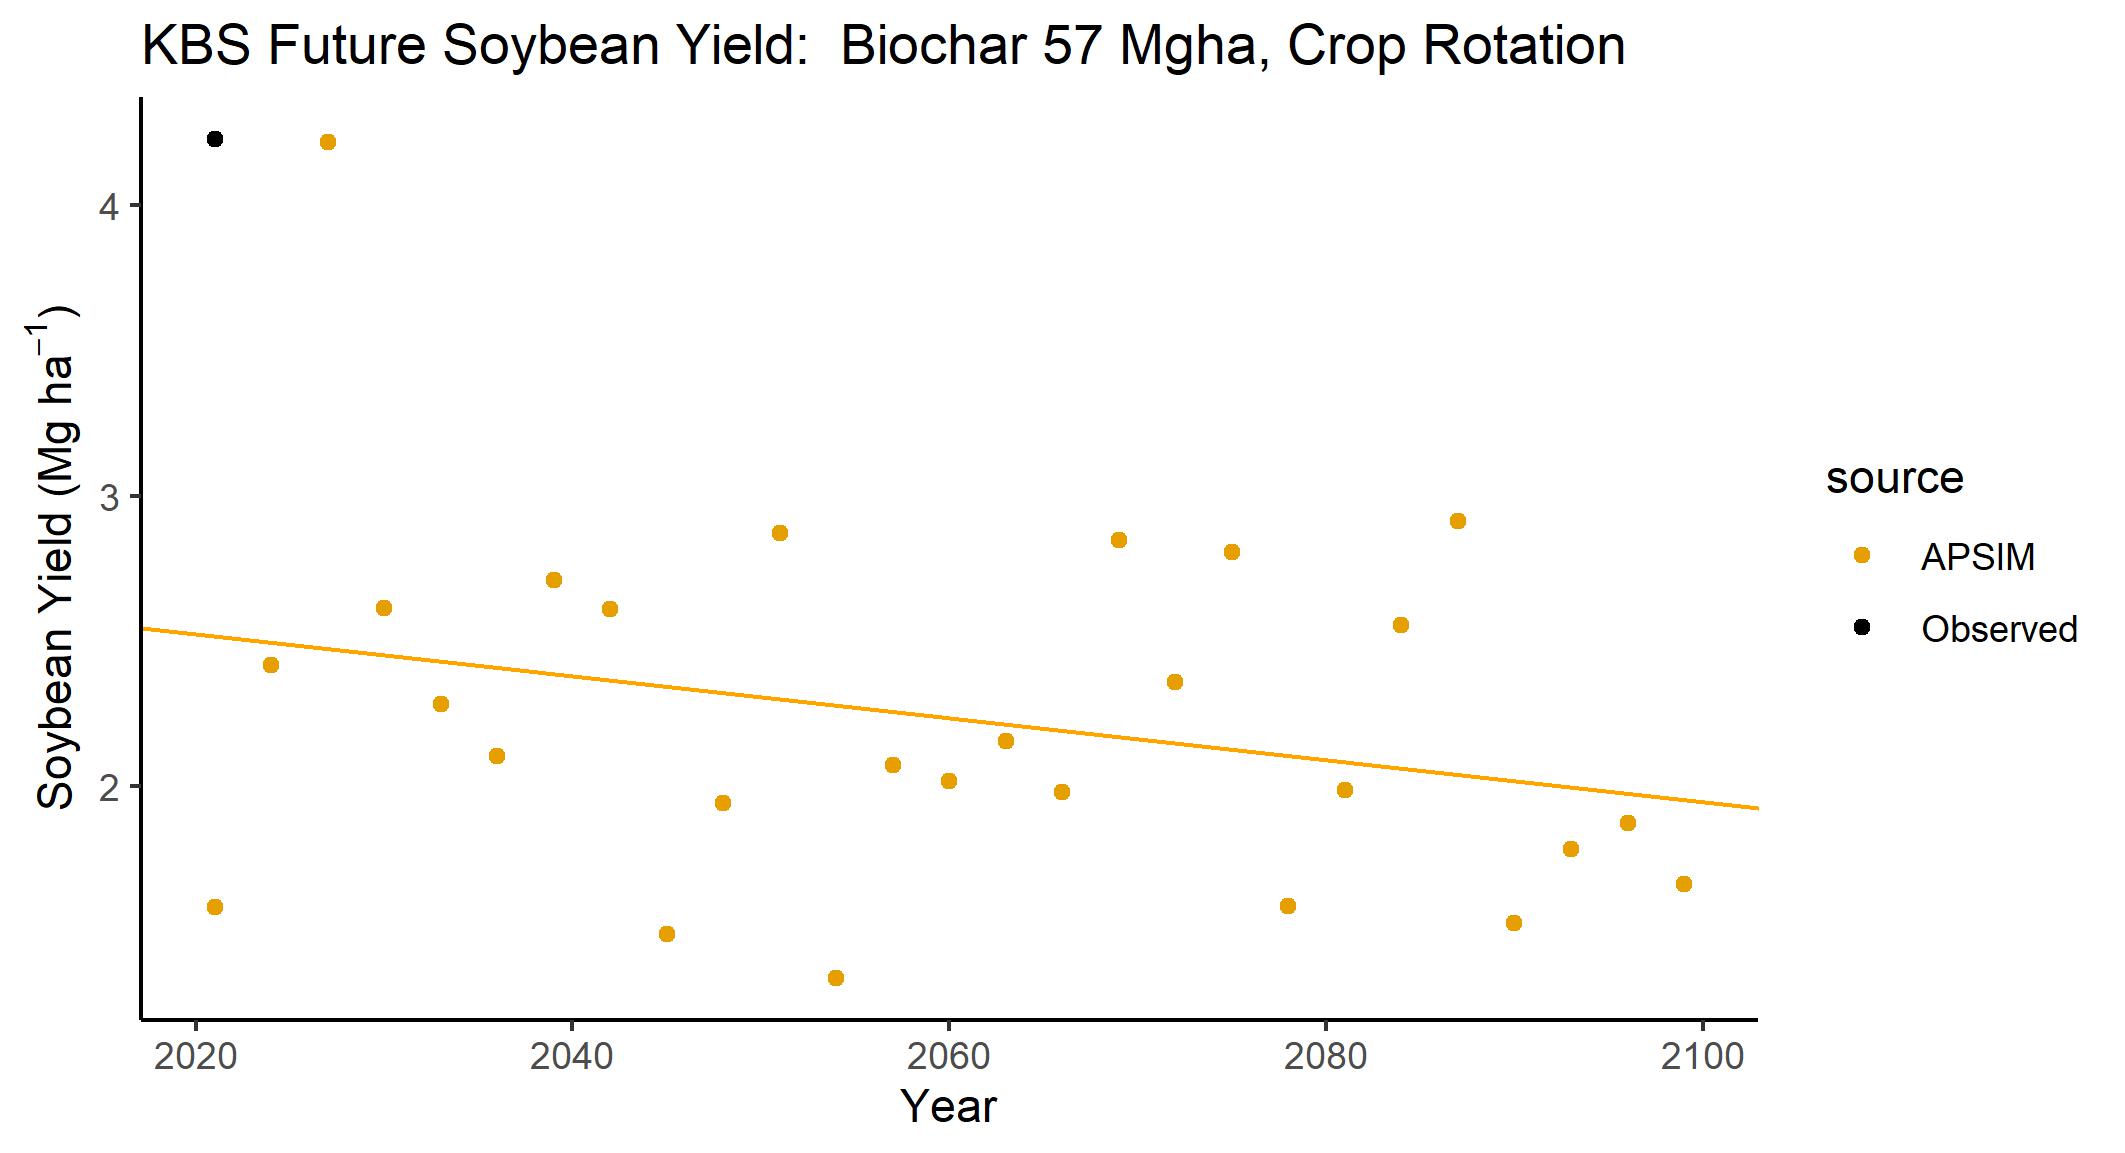 KBS Future Soybean Yield:  Biochar 57 Mgha, Crop Rotation
4
3
2
Soybean Yield (Mg ha⁻¹)
2020 2040 2060 2080 2100
Year
source
APSIM
Observed